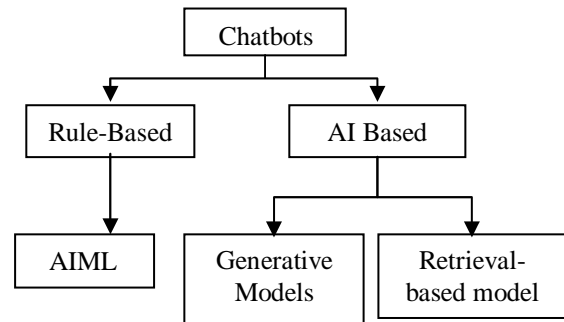 Chatbots
Rule-Based
AI Based
AIML
Generative
Models
Retrieval-
based model